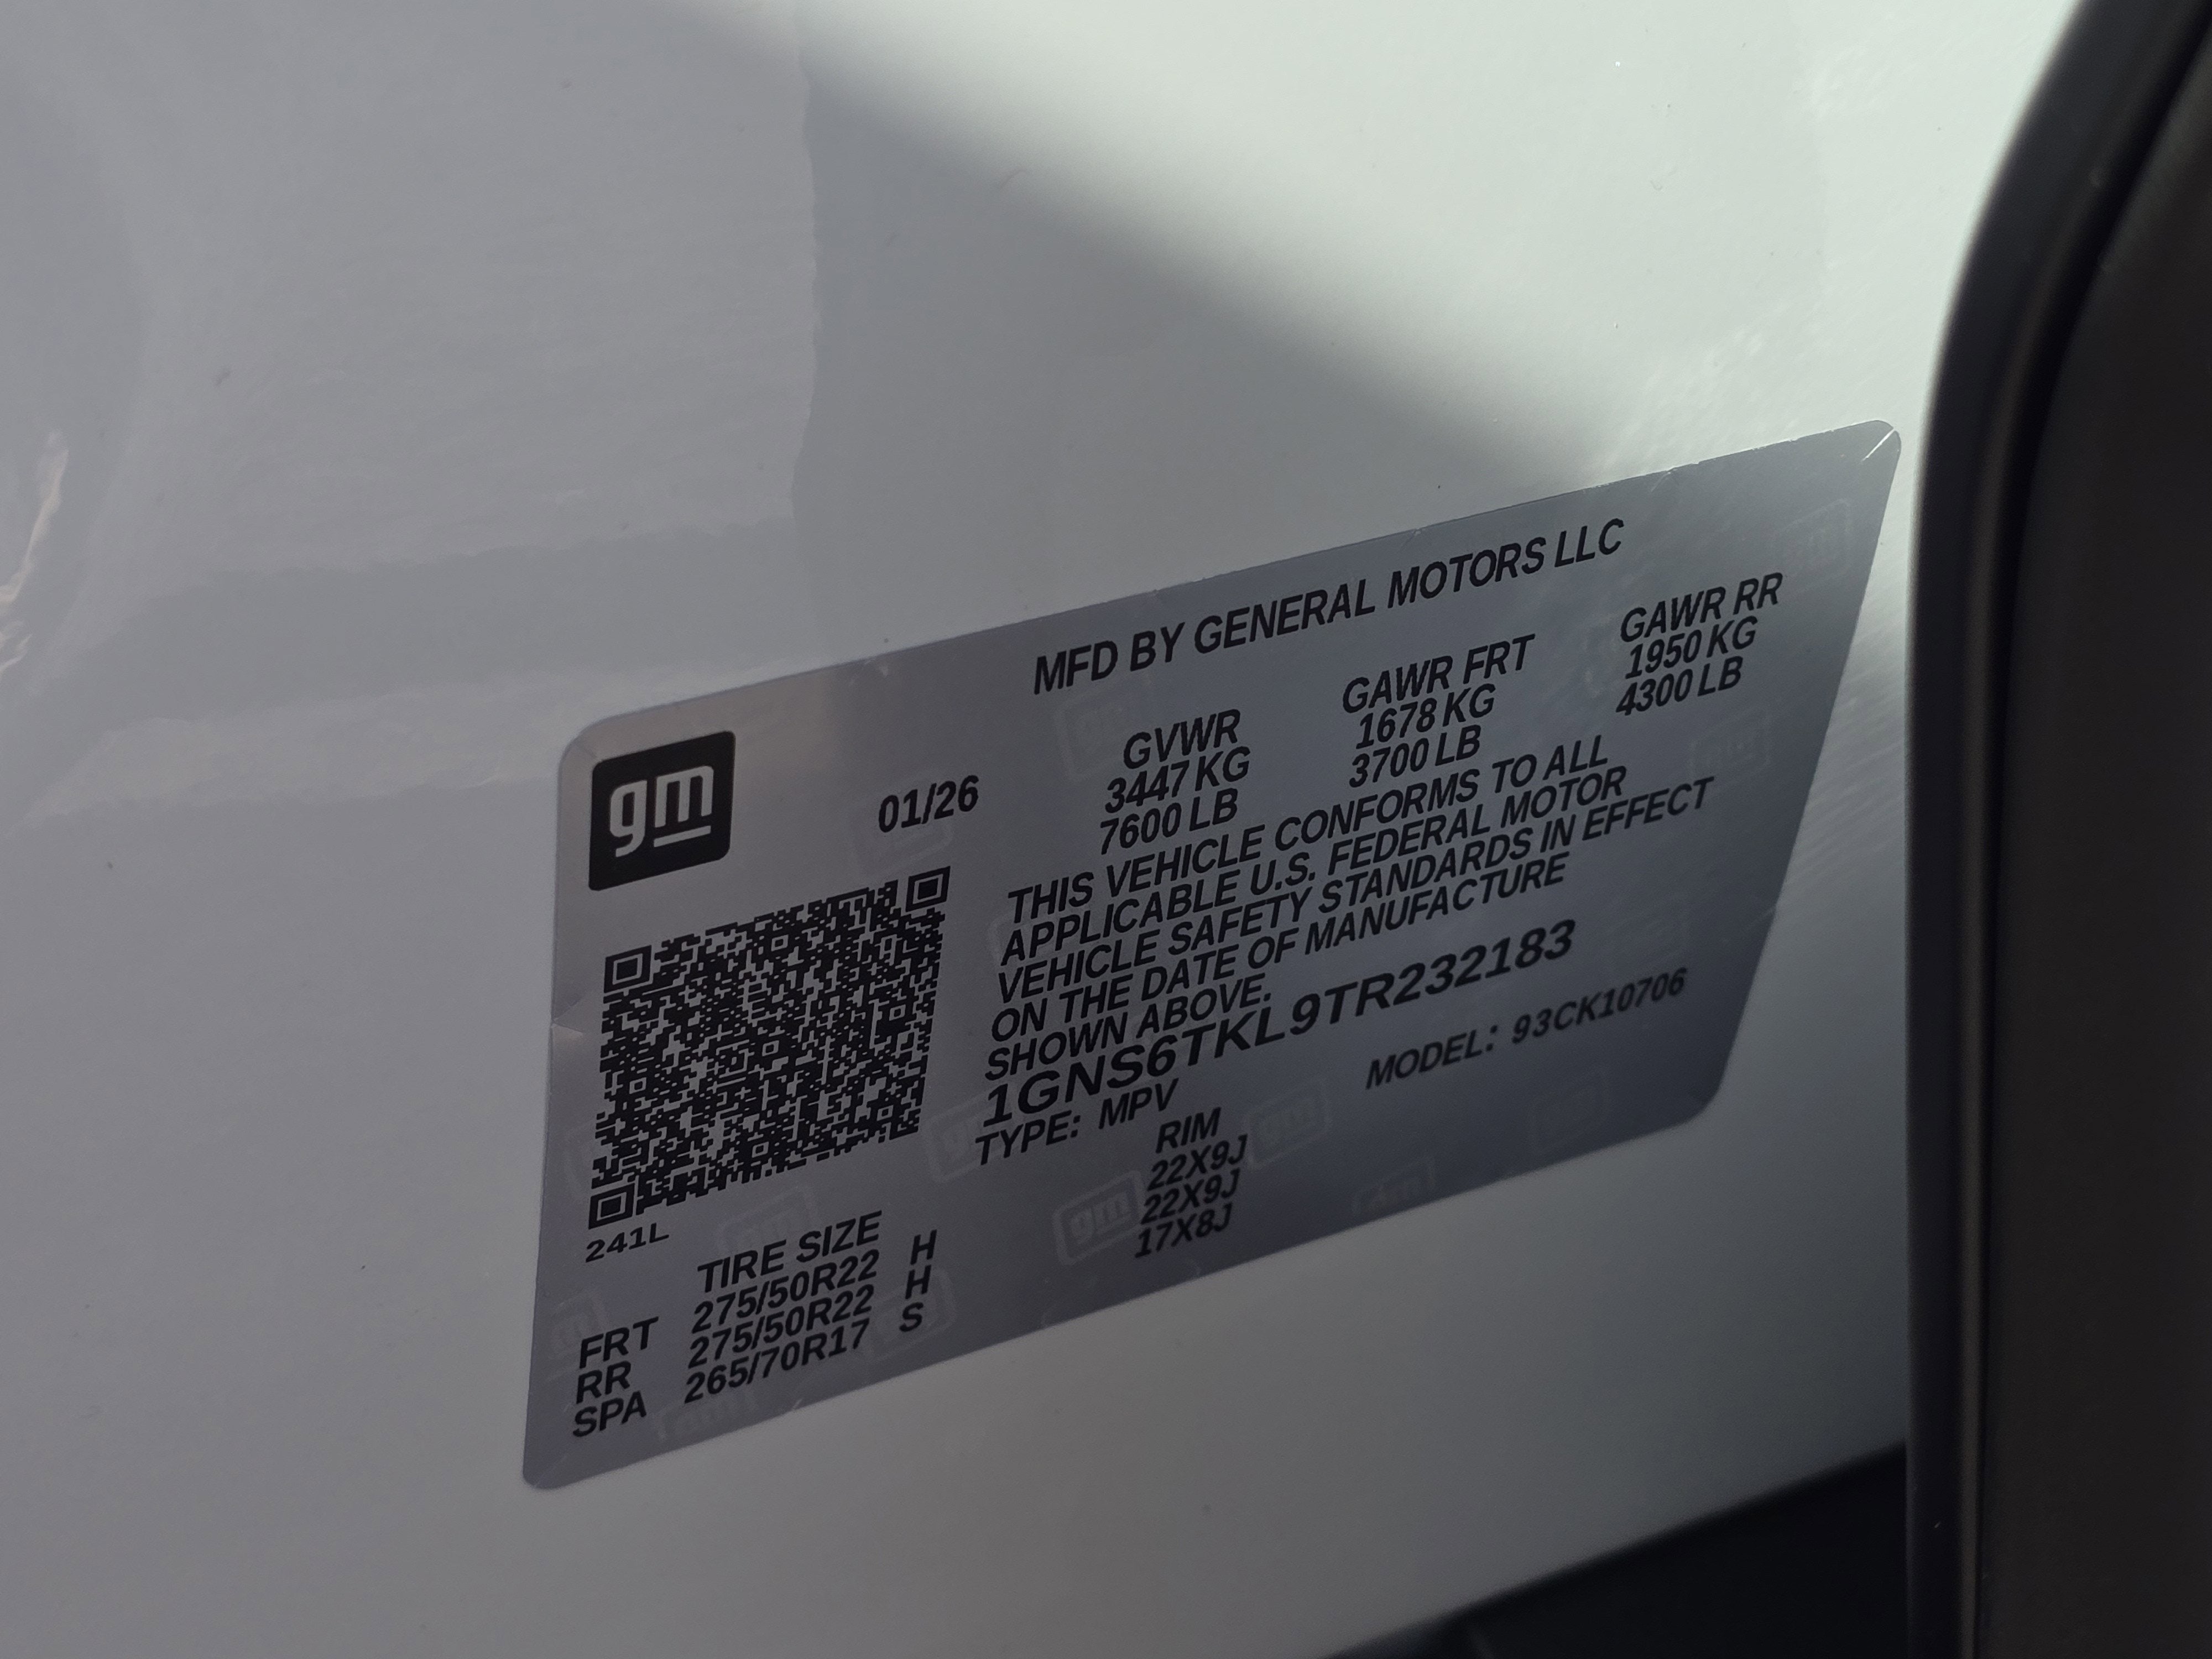 gm
MFD BY GENERAL MOTORS LLC
01/26
GVWR GAWR FRT GAWR RR
3447 KG 1678 KG 1950 KG
7600 LB 3700 LB 4300 LB
THIS VEHICLE CONFORMS TO ALL
APPLICABLE U.S. FEDERAL MOTOR
VEHICLE SAFETY STANDARDS IN EFFECT
ON THE DATE OF MANUFACTURE
SHOWN ABOVE.
1GNS6TKL9TR232183
TYPE: MPV MODEL: 93CK10706
241L
TIRE SIZE RIM
FRT 275/50R22 H 22X9J
RR 275/50R22 H 22X9J
SPA 265/70R17 S 17X8J